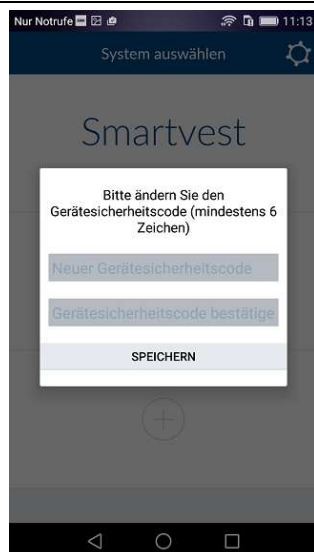 Nur Notrufe 11:13
System auswählen
Smartvest
Bitte ändern Sie den
Gerätesicherheitscode (mindestens 6
Zeichen)
Neuer Gerätesicherheitscode
Gerätesicherheitscode bestätige
SPEICHERN